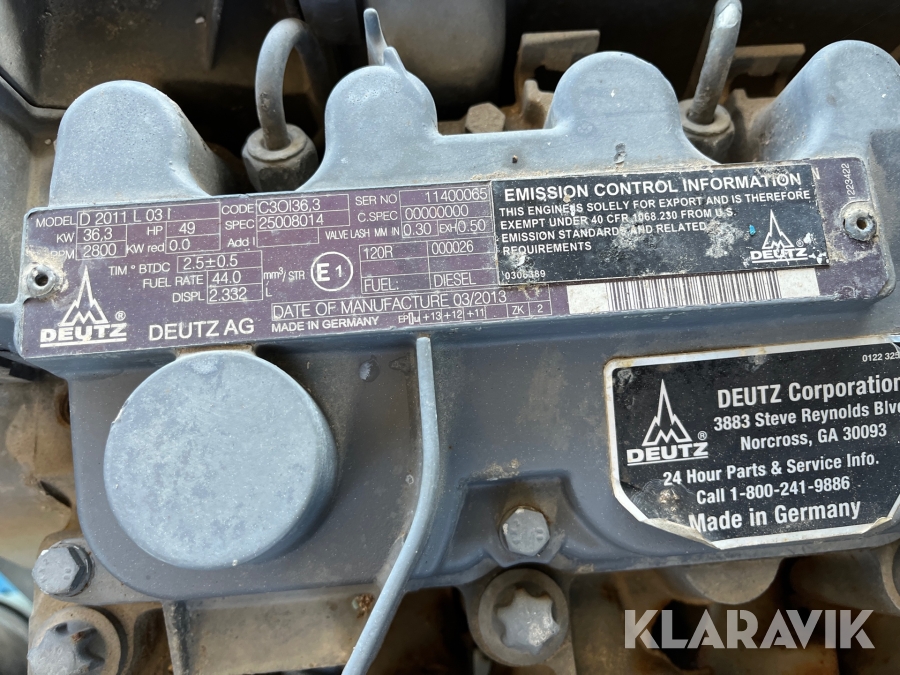 MODEL D 2011 L 03 I CODE C3OI36,3 SER NO 11400065
KW 36,3 HP 49 SPEC 25008014 C.SPEC 00000000
RPM 2800 KW red 0.0 Add I VALVE LASH MM IN 0.30 EXH 0.50
TIM ° BTDC 2.5±0.5 E1 120R 000026
FUEL RATE 44.0 mm³/STR FUEL: DIESEL
DISPL 2.332 L
DATE OF MANUFACTURE 03/2013
DEUTZ ® DEUTZ AG MADE IN GERMANY +13 +12 +11 ZK 2
EMISSION CONTROL INFORMATION
THIS ENGINE IS SOLELY FOR EXPORT AND IS THEREFORE
EXEMPT UNDER 40 CFR 1068.230 FROM U.S.
EMISSION STANDARDS AND RELATED
REQUIREMENTS
DEUTZ
1223422
0122 325
DEUTZ Corporation
3883 Steve Reynolds Blv
Norcross, GA 30093
DEUTZ ®
24 Hour Parts & Service Info.
Call 1-800-241-9886
Made in Germany
KLARAVIK